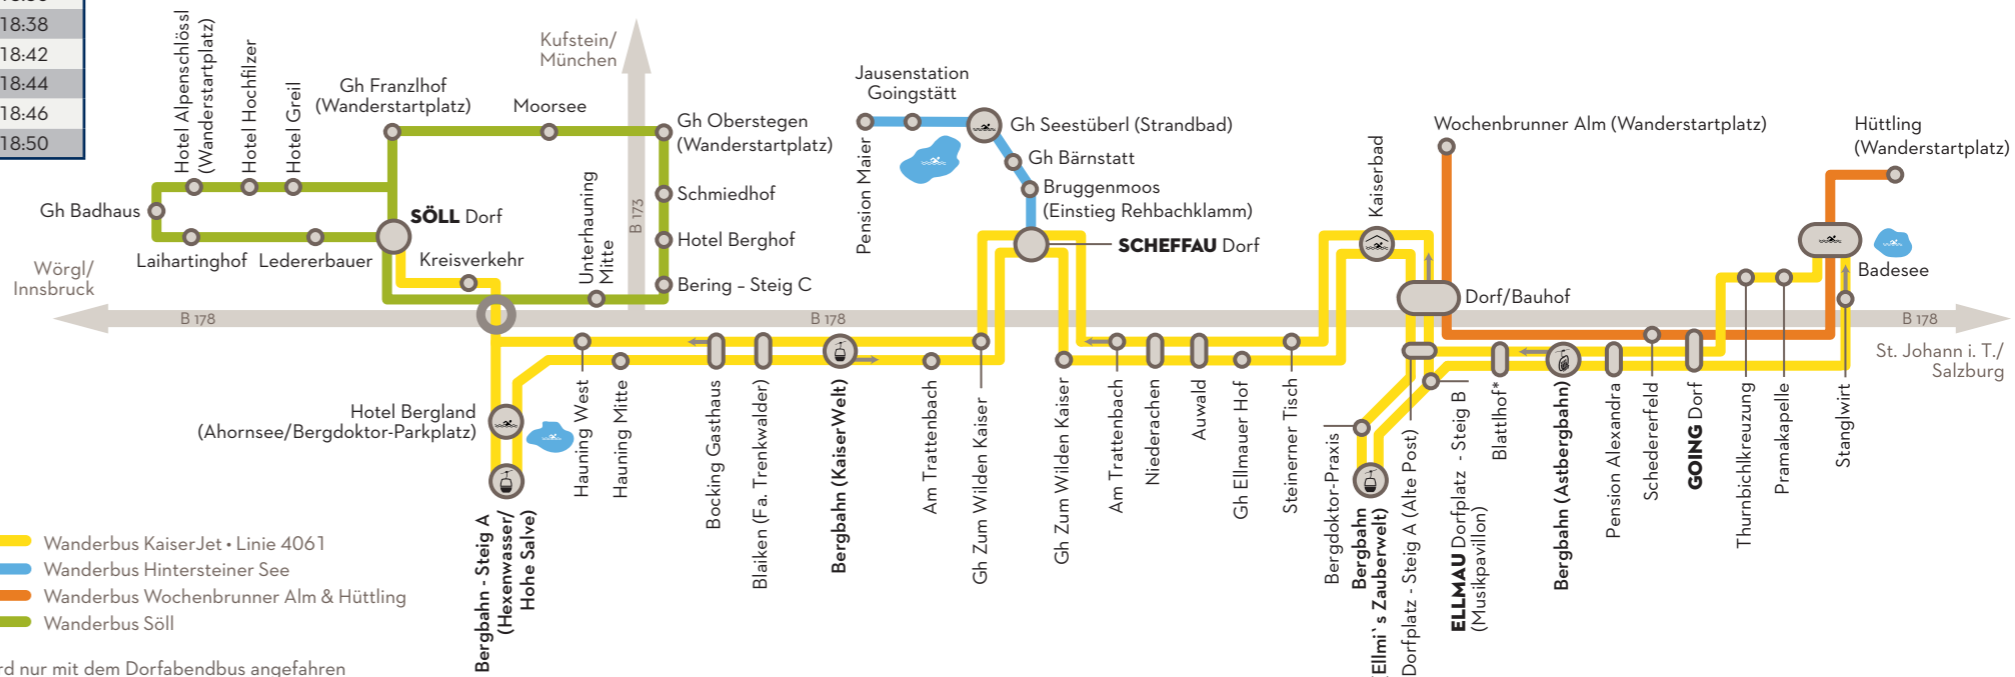 18:38
18:42
18:44
18:46
18:50
Hotel Alpenschlössl
(Wanderstartplatz)
Hotel Hochfilzer
Hotel Greil
Gh Franzlhof
(Wanderstartplatz)
Moorsee
Kufstein/
München
Gh Oberstegen
(Wanderstartplatz)
Schmiedhof
Hotel Berghof
Bering – Steig C
B 173
Unterhauning
Mitte
Gh Badhaus
Laihartinghof
Ledererbauer
SÖLL Dorf
Kreisverkehr
Wörgl/
Innsbruck
B 178
B 178
B 178
Jausenstation
Goingstätt
Pension Maier
Gh Seestüberl (Strandbad)
Gh Bärnstatt
Bruggenmoos
(Einstieg Rehbachklamm)
SCHEFFAU Dorf
Kaiserbad
Wochenbrunner Alm (Wanderstartplatz)
Hüttling
(Wanderstartplatz)
Badesee
Dorf/Bauhof
St. Johann i. T./
Salzburg
Hotel Bergland
(Ahornsee/Bergdoktor-Parkplatz)
Bergbahn - Steig A
(Hexenwasser/
Hohe Salve)
Hauning West
Hauning Mitte
Bocking Gasthaus
Blaiken (Fa. Trenkwalder)
Bergbahn (KaiserWelt)
Am Trattenbach
Gh Zum Wilden Kaiser
Gh Zum Wilden Kaiser
Am Trattenbach
Niederachen
Auwald
Gh Ellmauer Hof
Steinerner Tisch
Bergdoktor-Praxis
Bergbahn
(Ellmi`s Zauberwelt)
Dorfplatz - Steig A (Alte Post)
ELLMAU Dorfplatz - Steig B
(Musikpavillon)
Blattlhof*
Bergbahn (Astbergbahn)
Pension Alexandra
Schedererfeld
GOING Dorf
Thurnbichlkreuzung
Pramakapelle
Stanglwirt
Wanderbus KaiserJet • Linie 4061
Wanderbus Hintersteiner See
Wanderbus Wochenbrunner Alm & Hüttling
Wanderbus Söll
rd nur mit dem Dorfabendbus angefahren